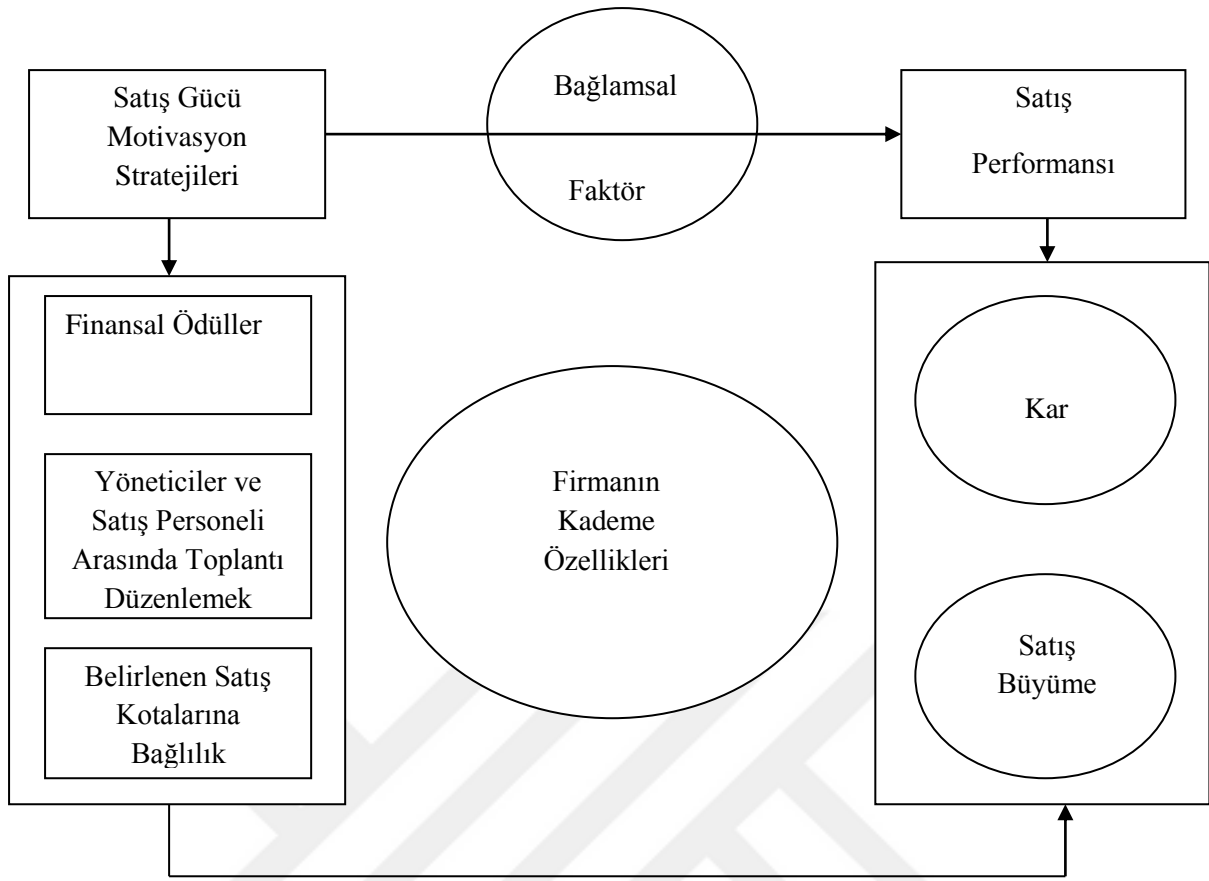 Satış Gücü
Motivasyon
Stratejileri
Bağlamsal
Faktör
Satış
Performansı
Finansal Ödüller
Yöneticiler ve
Satış Personeli
Arasında Toplantı
Düzenlemek
Belirlenen Satış
Kotalarına
Bağlılık
Firmanın
Kademe
Özellikleri
Kar
Satış
Büyüme